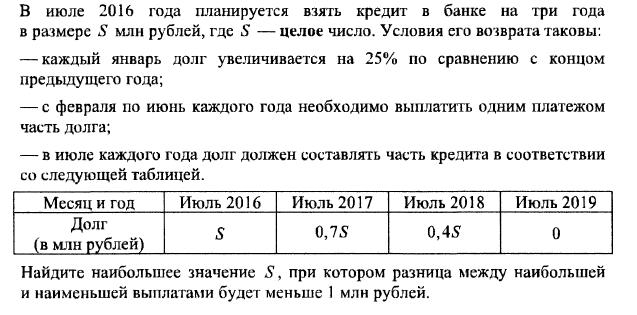 В июле 2016 года планируется взять кредит в банке на три года
в размере S млн рублей, где S — целое число. Условия его возврата таковы:
— каждый январь долг увеличивается на 25% по сравнению с концом
предыдущего года;
— с февраля по июнь каждого года необходимо выплатить одним платежом
часть долга;
— в июле каждого года долг должен составлять часть кредита в соответствии
со следующей таблицей.
Месяц и год Июль 2016 Июль 2017 Июль 2018 Июль 2019
Долг
(в млн рублей) S 0,7S 0,4S 0
Найдите наибольшее значение S, при котором разница между наибольшей
и наименьшей выплатами будет меньше 1 млн рублей.